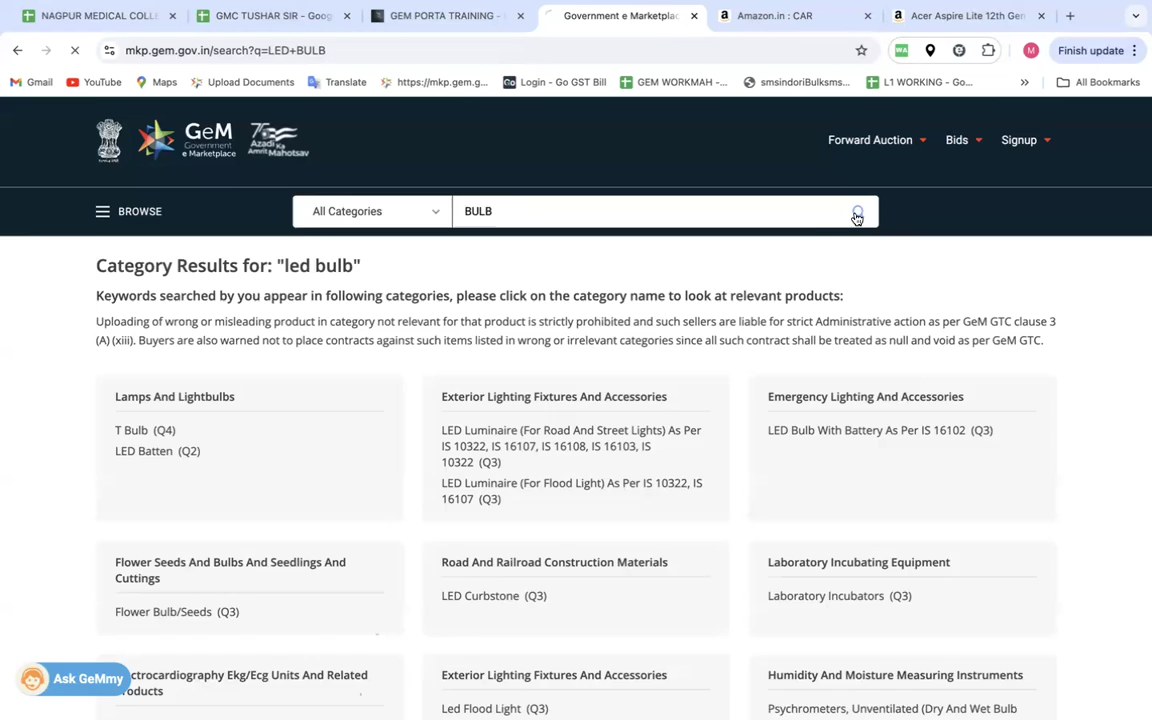 NAGPUR MEDICAL COLL
GMC TUSHAR SIR - Goog
GEM PORTA TRAINING -
Government e Marketplac
Amazon.in : CAR
Acer Aspire Lite 12th Gen
mkp.gem.gov.in/search?q=LED+BULB
WA
M
Finish update
Gmail
YouTube
Maps
Upload Documents
Translate
https://mkp.gem.g...
Go
Login - Go GST Bill
GEM WORKMAH -...
smsindoriBulksms...
L1 WORKING - Go...
All Bookmarks
GeM
Government
e Marketplace
Azadi Ka
Amrit Mahotsav
Forward Auction
Bids
Signup
BROWSE
All Categories
BULB
Category Results for: "led bulb"
Keywords searched by you appear in following categories, please click on the category name to look at relevant products:
Uploading of wrong or misleading product in category not relevant for that product is strictly prohibited and such sellers are liable for strict Administrative action as per GeM GTC clause 3
(A) (xiii). Buyers are also warned not to place contracts against such items listed in wrong or irrelevant categories since all such contract shall be treated as null and void as per GeM GTC.
Lamps And Lightbulbs
T Bulb (Q4)
LED Batten (Q2)
Exterior Lighting Fixtures And Accessories
LED Luminaire (For Road And Street Lights) As Per
IS 10322, IS 16107, IS 16108, IS 16103, IS
10322 (Q3)
LED Luminaire (For Flood Light) As Per IS 10322, IS
16107 (Q3)
Emergency Lighting And Accessories
LED Bulb With Battery As Per IS 16102 (Q3)
Flower Seeds And Bulbs And Seedlings And
Cuttings
Flower Bulb/Seeds (Q3)
Road And Railroad Construction Materials
LED Curbstone (Q3)
Laboratory Incubating Equipment
Laboratory Incubators (Q3)
ctrocardiography Ekg/Ecg Units And Related
oducts
Exterior Lighting Fixtures And Accessories
Led Flood Light (Q3)
Humidity And Moisture Measuring Instruments
Psychrometers, Unventilated (Dry And Wet Bulb
Ask GeMmy